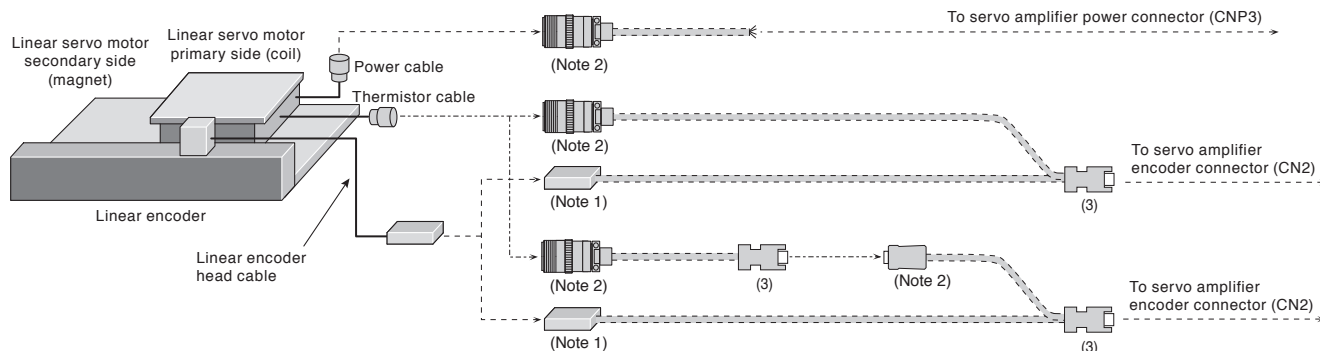 Linear servo motor
secondary side
(magnet)
Linear servo motor
primary side (coil)
Power cable
Thermistor cable
Linear encoder
Linear encoder
head cable
(Note 2)
To servo amplifier power connector (CNP3)
(Note 2)
(Note 1)
(3)
To servo amplifier
encoder connector (CN2)
(Note 2)
(3)
(Note 2)
(Note 1)
(3)
To servo amplifier
encoder connector (CN2)